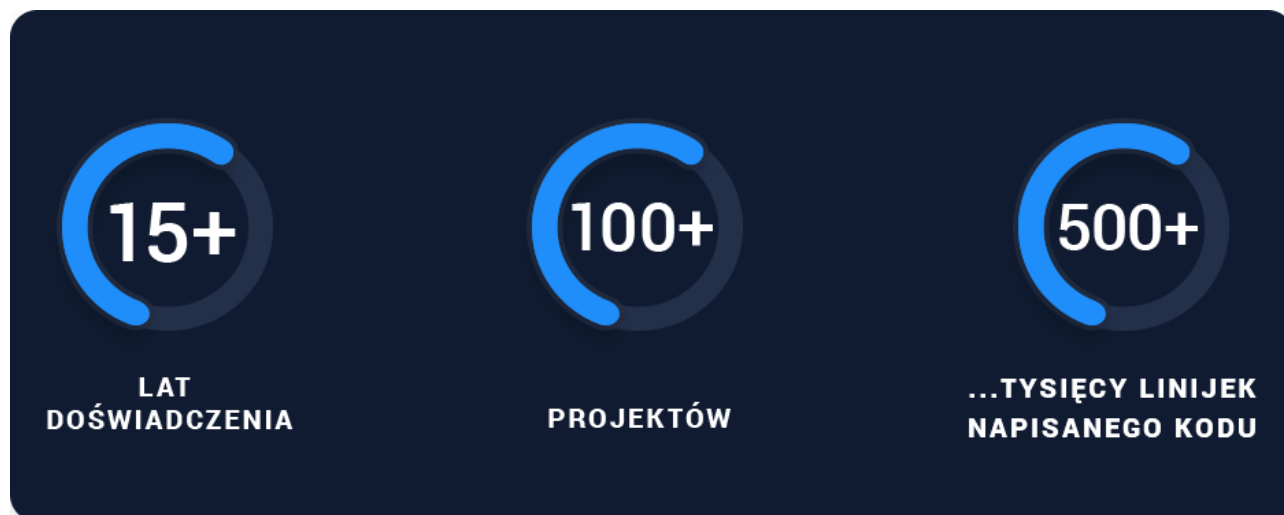 15+
LAT
DOŚWIADCZENIA
100+
PROJEKTÓW
500+
...TYSIĘCY LINIJEK
NAPISANEGO KODU